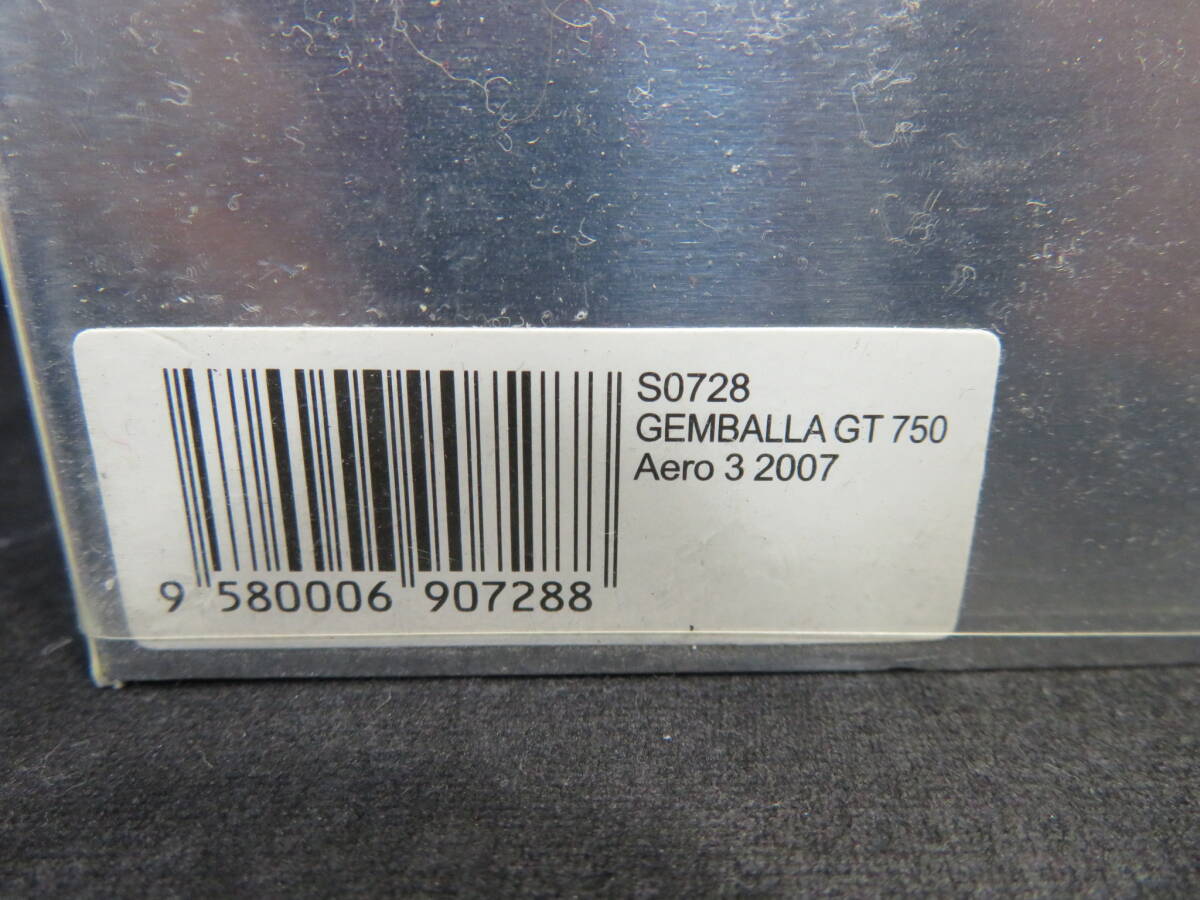 S0728
GEMBALLA GT 750
Aero 3 2007
9 580006 907288